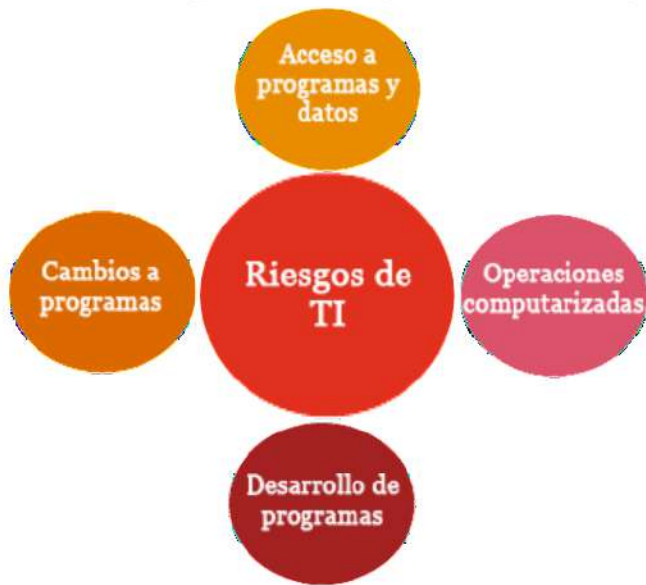 Acceso a
programas y
datos
Cambios a
programas
Riesgos de
TI
Operaciones
computarizadas
Desarrollo de
programas